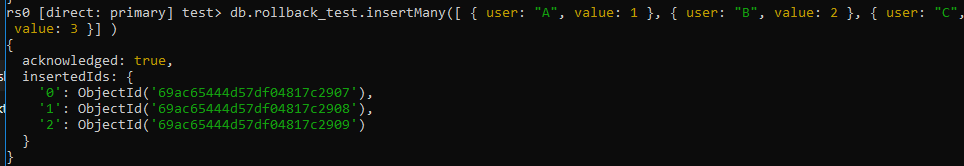 rs0 [direct: primary] test> db.rollback_test.insertMany([ { user: "A", value: 1 }, { user: "B", value: 2 }, { user: "C",
 value: 3 }] )
{
  acknowledged: true,
  insertedIds: {
    '0': ObjectId('69ac65444d57df04817c2907'),
    '1': ObjectId('69ac65444d57df04817c2908'),
    '2': ObjectId('69ac65444d57df04817c2909')
  }
}